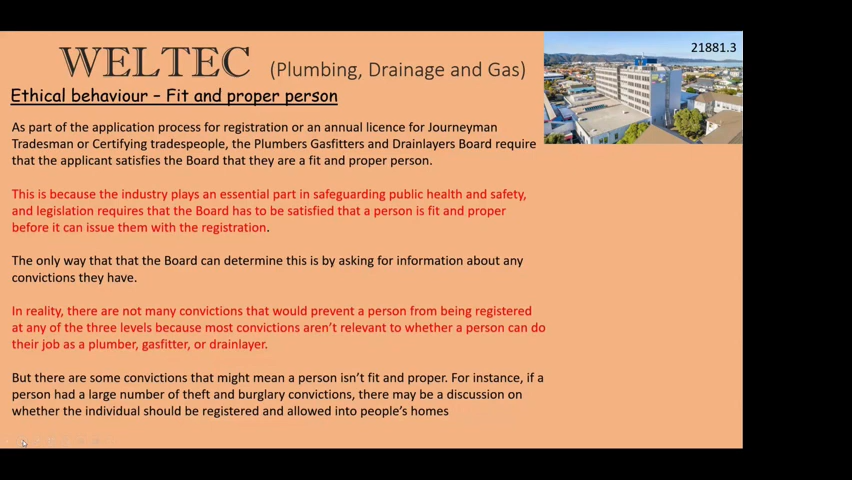 21881.3
WELTEC (Plumbing, Drainage and Gas)
Ethical behaviour – Fit and proper person
As part of the application process for registration or an annual licence for Journeyman
Tradesman or Certifying tradespeople, the Plumbers Gasfitters and Drainlayers Board require
that the applicant satisfies the Board that they are a fit and proper person.
This is because the industry plays an essential part in safeguarding public health and safety,
and legislation requires that the Board has to be satisfied that a person is fit and proper
before it can issue them with the registration.
The only way that that the Board can determine this is by asking for information about any
convictions they have.
In reality, there are not many convictions that would prevent a person from being registered
at any of the three levels because most convictions aren't relevant to whether a person can do
their job as a plumber, gasfitter, or drainlayer.
But there are some convictions that might mean a person isn't fit and proper. For instance, if a
person had a large number of theft and burglary convictions, there may be a discussion on
whether the individual should be registered and allowed into people's homes